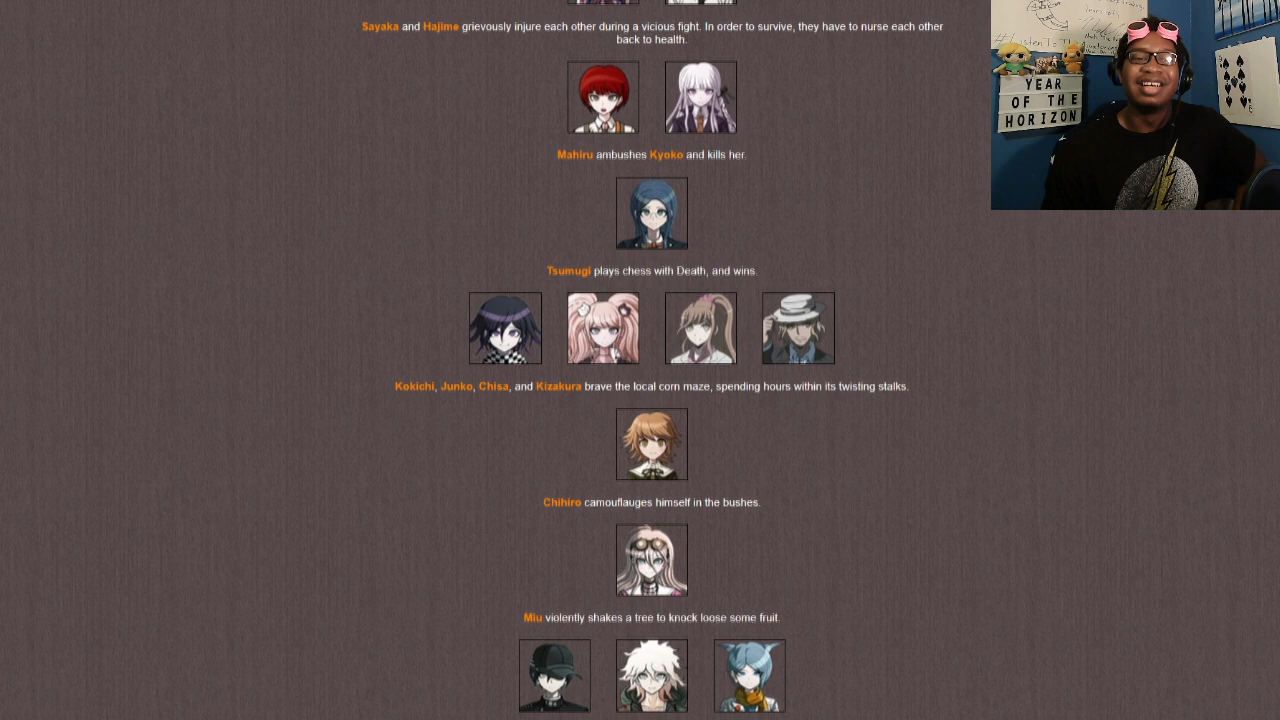 Sayaka and Hajime grievously injure each other during a vicious fight. In order to survive, they have to nurse each other
back to health.
Mahiru ambushes Kyoko and kills her.
Tsumugi plays chess with Death, and wins.
Kokichi, Junko, Chisa, and Kizakura brave the local corn maze, spending hours within its twisting stalks.
Chihiro camouflauges himself in the bushes.
Miu violently shakes a tree to knock loose some fruit.
YEAR
OF THE
HORIZON